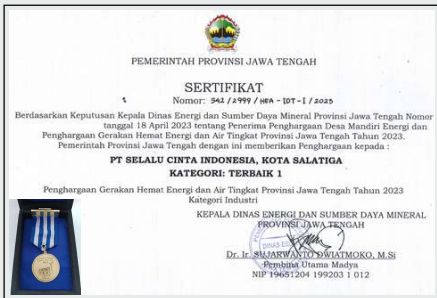 PEMERINTAH PROVINSI JAWA TENGAH
SERTIFIKAT
Nomor: 542 / 2999 / HEA - IDT - I / 2023
Berdasarkan Keputusan Kepala Dinas Energi dan Sumber Daya Mineral Provinsi Jawa Tengah Nomor
tanggal 18 April 2023 tentang Penerima Penghargaan Desa Mandiri Energi dan
Penghargaan Gerakan Hemat Energi dan Air Tingkat Provinsi Jawa Tengah Tahun 2023.
Pemerintah Provinsi Jawa Tengah dengan ini memberikan Penghargaan kepada :
PT SELALU CINTA INDONESIA, KOTA SALATIGA
KATEGORI: TERBAIK 1
Penghargaan Gerakan Hemat Energi dan Air Tingkat Provinsi Jawa Tengah Tahun 2023
Kategori Industri
KEPALA DINAS ENERGI DAN SUMBER DAYA MINERAL
PROVINSI JAWA TENGAH
Dr. Ir. SUJARWANTO DWIATMOKO, M.Si
Pembina Utama Madya
NIP 19651204 199203 1 012